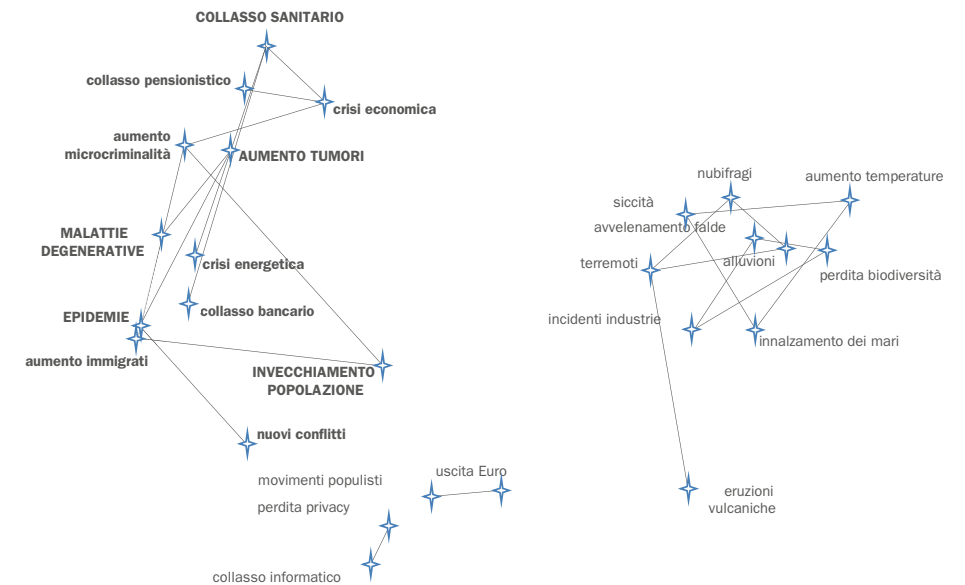 COLLASSO SANITARIO
collasso pensionistico
crisi economica
aumento
microcriminalità
AUMENTO TUMORI
MALATTIE
DEGENERATIVE
crisi energetica
collasso bancario
EPIDEMIE
aumento immigrati
INVECCHIAMENTO
POPOLAZIONE
nuovi conflitti
movimenti populisti
uscita Euro
perdita privacy
collasso informatico
nubifragi
aumento temperature
siccità
avvelenamento falde
terremoti
alluvioni
perdita biodiversità
incidenti industrie
innalzamento dei mari
eruzioni
vulcaniche